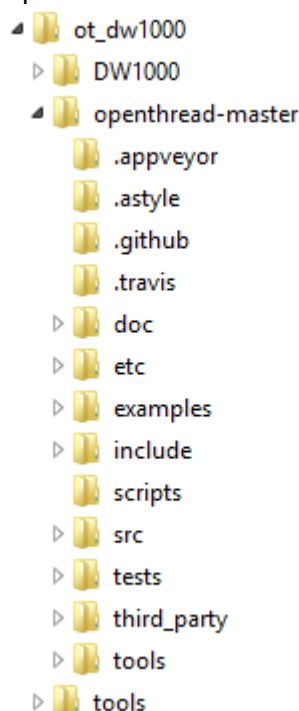 ot_dw1000
DW1000
openthread-master
.appveyor
.astyle
.github
.travis
doc
etc
examples
include
scripts
src
tests
third_party
tools
tools